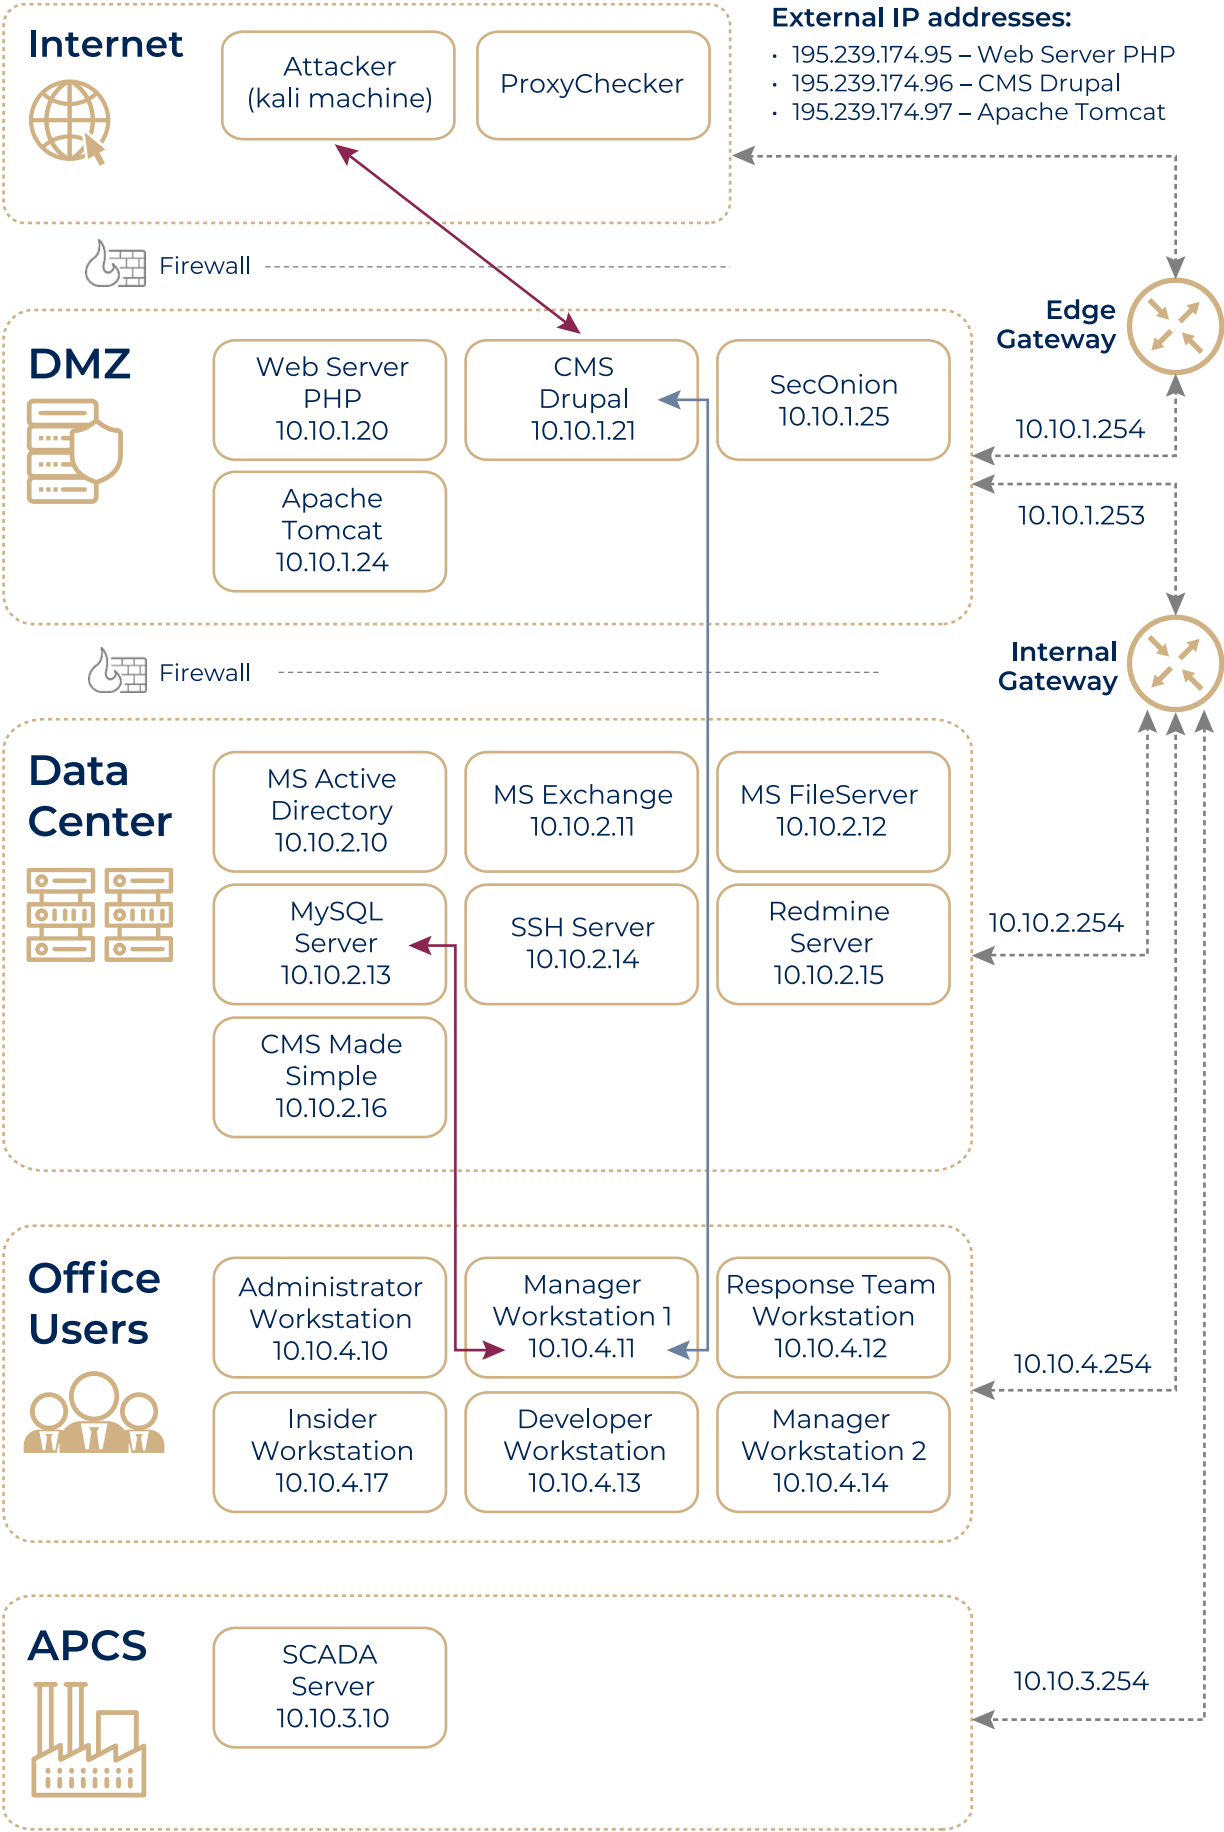 Internet
Attacker
(kali machine)
ProxyChecker
External IP addresses:
• 195.239.174.95 – Web Server PHP
• 195.239.174.96 – CMS Drupal
• 195.239.174.97 – Apache Tomcat
Firewall
Edge
Gateway
DMZ
Web Server
PHP
10.10.1.20
CMS
Drupal
10.10.1.21
SecOnion
10.10.1.25
10.10.1.254
Apache
Tomcat
10.10.1.24
10.10.1.253
Firewall
Internal
Gateway
Data
Center
MS Active
Directory
10.10.2.10
MS Exchange
10.10.2.11
MS FileServer
10.10.2.12
MySQL
Server
10.10.2.13
SSH Server
10.10.2.14
Redmine
Server
10.10.2.15
10.10.2.254
CMS Made
Simple
10.10.2.16
Office
Users
Administrator
Workstation
10.10.4.10
Manager
Workstation 1
10.10.4.11
Response Team
Workstation
10.10.4.12
10.10.4.254
Insider
Workstation
10.10.4.17
Developer
Workstation
10.10.4.13
Manager
Workstation 2
10.10.4.14
APCS
SCADA
Server
10.10.3.10
10.10.3.254